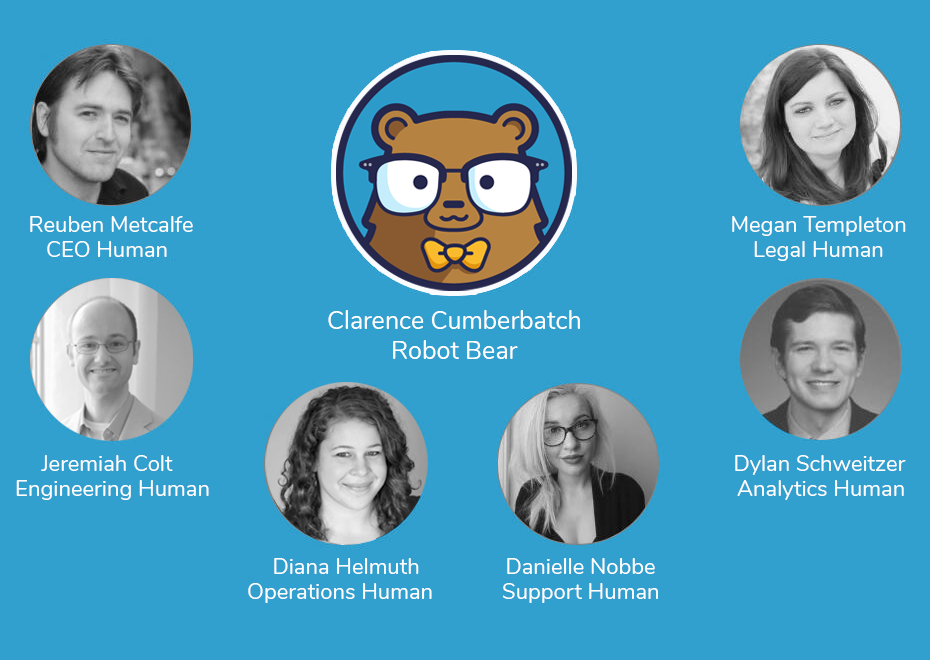 Reuben Metcalfe
CEO Human
Megan Templeton
Legal Human
Clarence Cumberbatch
Robot Bear
Jeremiah Colt
Engineering Human
Dylan Schweitzer
Analytics Human
Diana Helmuth
Operations Human
Danielle Nobbe
Support Human